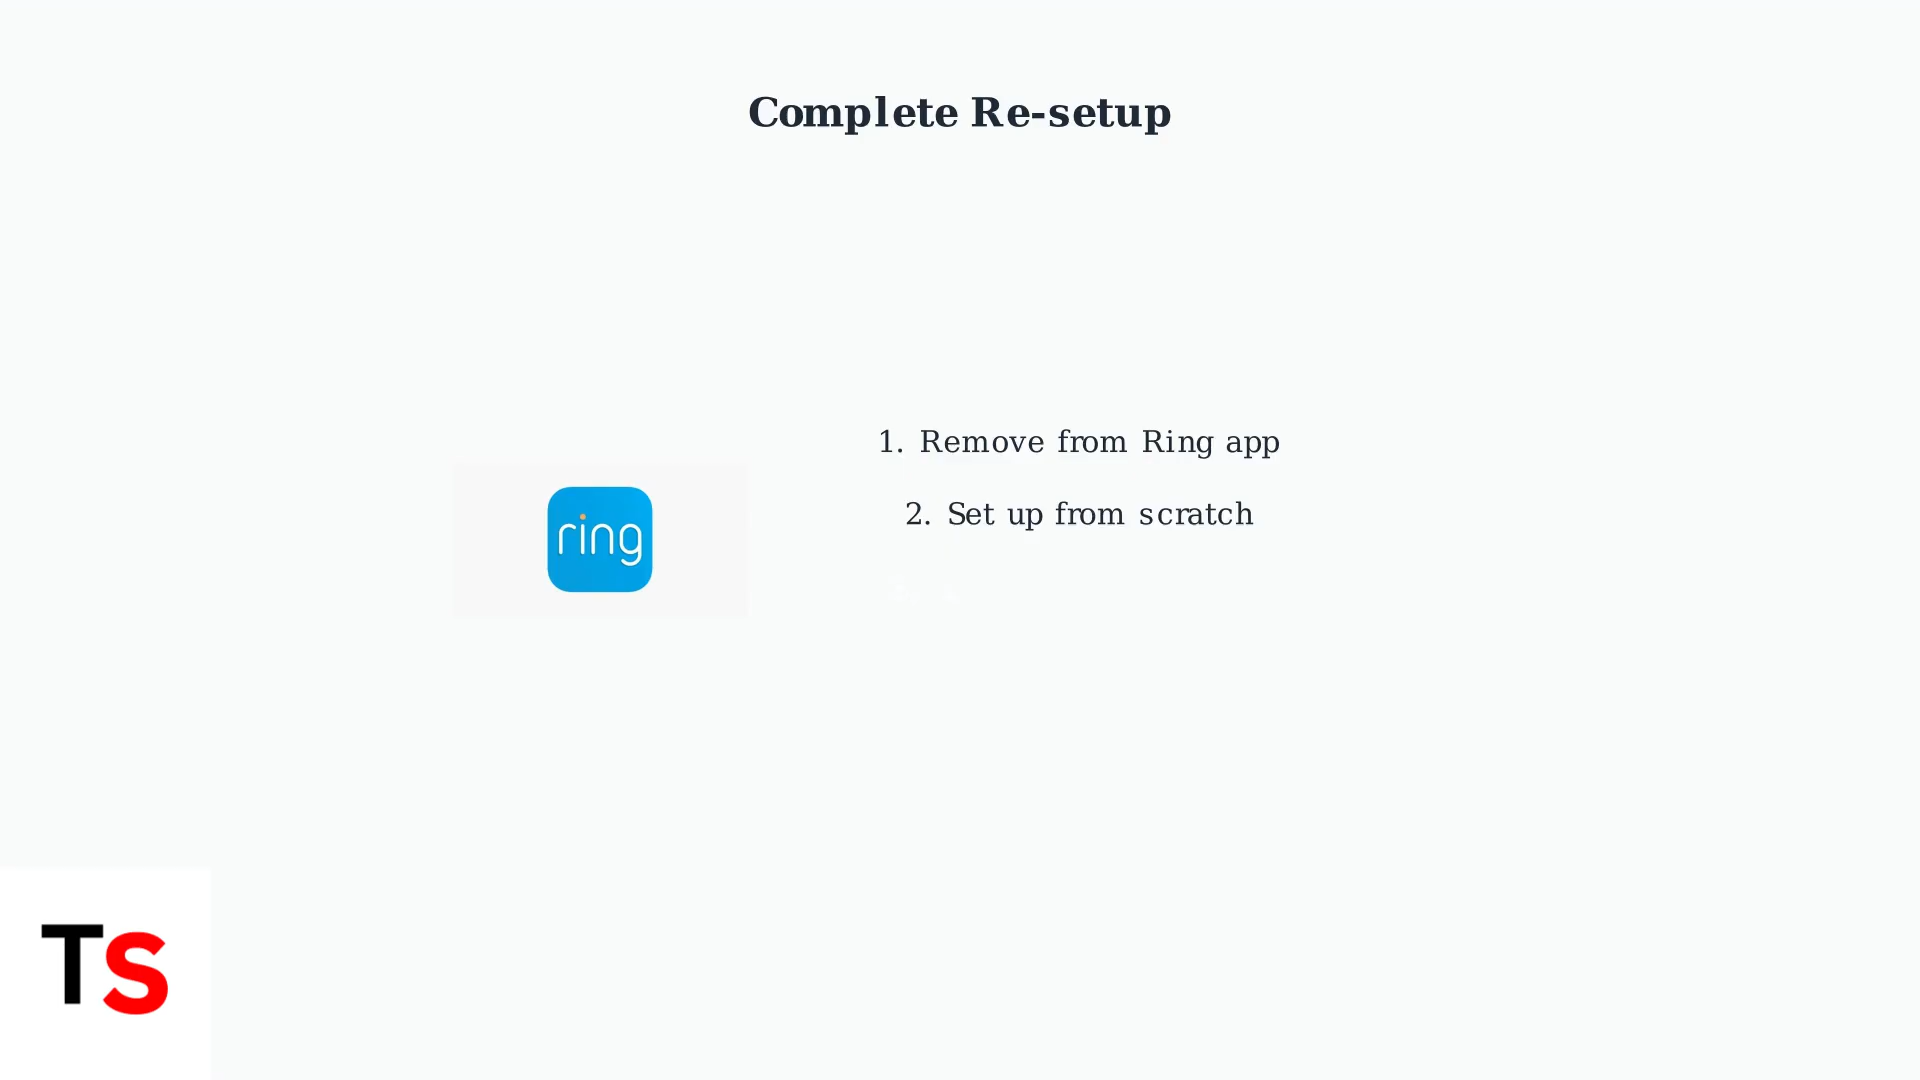 Complete Re-setup
1. Remove from Ring app
2. Set up from scratch
ring
TS